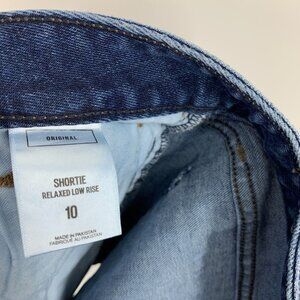 ORIGINAL
SHORTIE
RELAXED LOW RISE
10
MADE IN PAKISTAN
FABRIQUÉ AU PAKISTAN